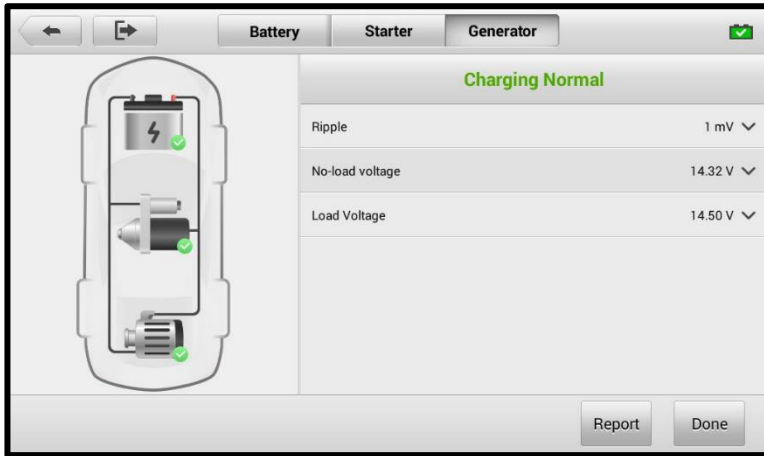 Battery Starter Generator
Charging Normal
Ripple 1 mV
No-load voltage 14.32 V
Load Voltage 14.50 V
Report Done